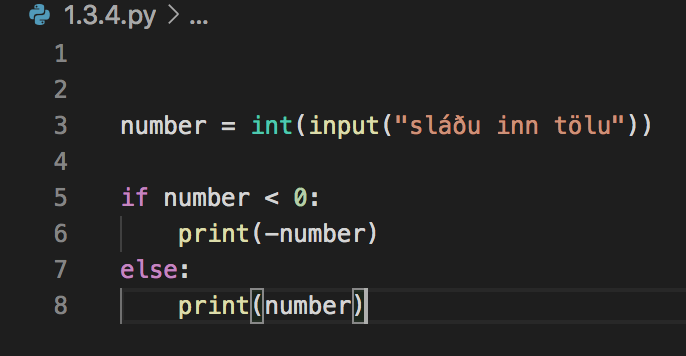 1.3.4.py > ...
1
2
3 number = int(input("sláðu inn tölu"))
4
5 if number < 0:
6     print(-number)
7 else:
8     print(number)